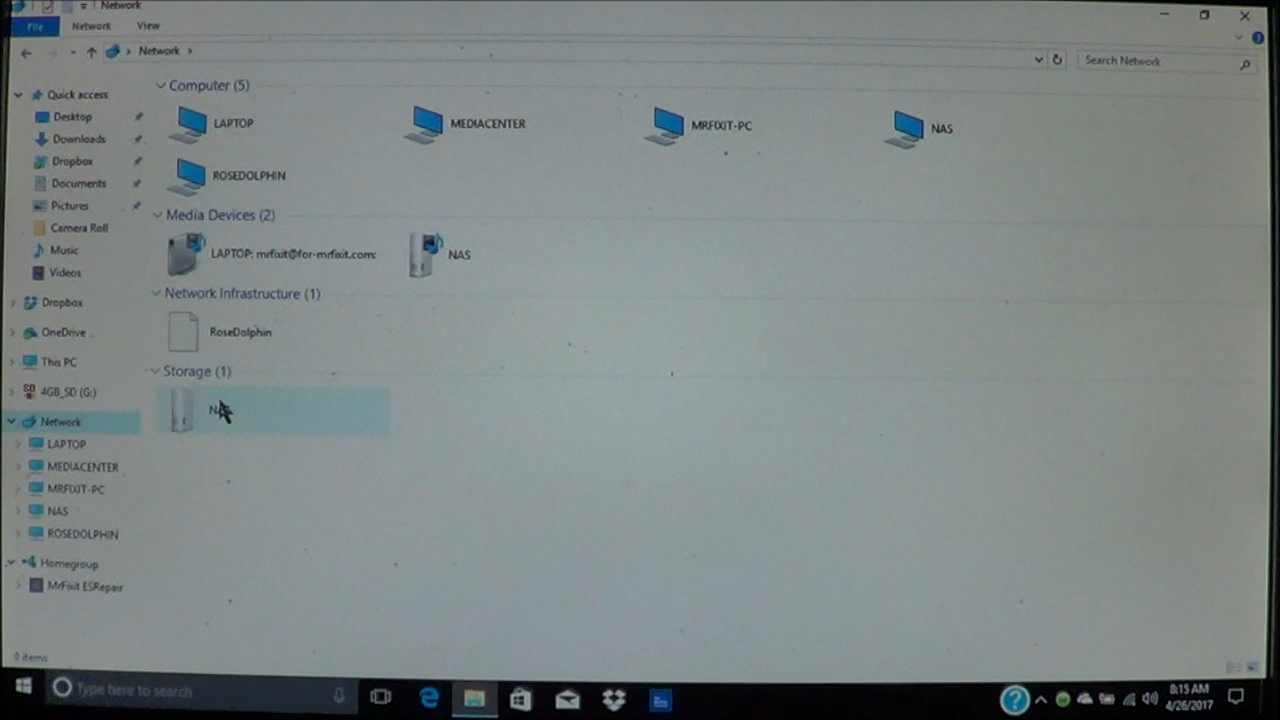 Network
File Network View
Network
Search Network
Quick access
Desktop
Downloads
Dropbox
Documents
Pictures
Camera Roll
Music
Videos
Dropbox
OneDrive
This PC
4GB_SD (G:)
Network
LAPTOP
MEDIACENTER
MRFIXIT-PC
NAS
ROSEDOLPHIN
Homegroup
MrFixit ESRepair
Computer (5)
LAPTOP MEDIACENTER MRFIXIT-PC NAS
ROSEDOLPHIN
Media Devices (2)
LAPTOP: mrfixit@for-mrfixit.com: NAS
Network Infrastructure (1)
RoseDolphin
Storage (1)
NAS
9 items
Type here to search
8:15 AM
4/26/2017